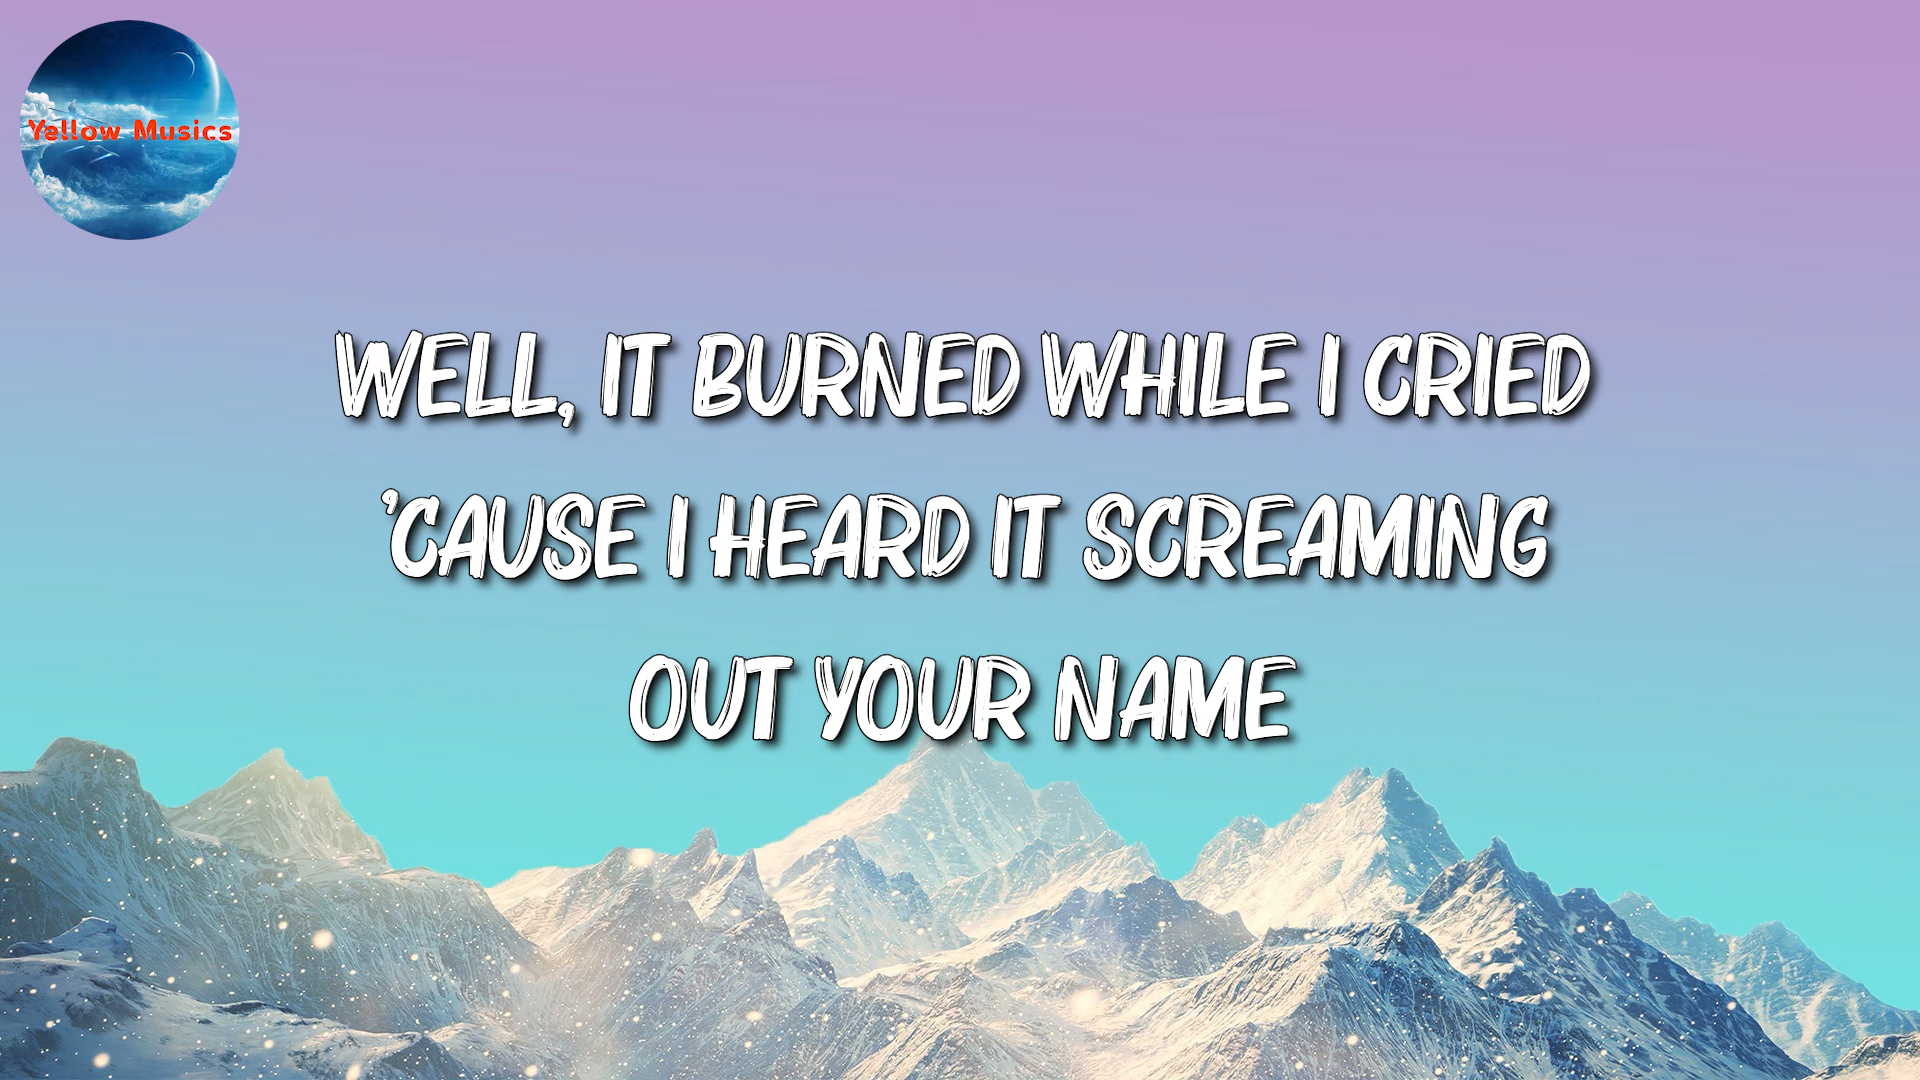 Yellow Musics
WELL, IT BURNED WHILE I CRIED
'CAUSE I HEARD IT SCREAMING
OUT YOUR NAME